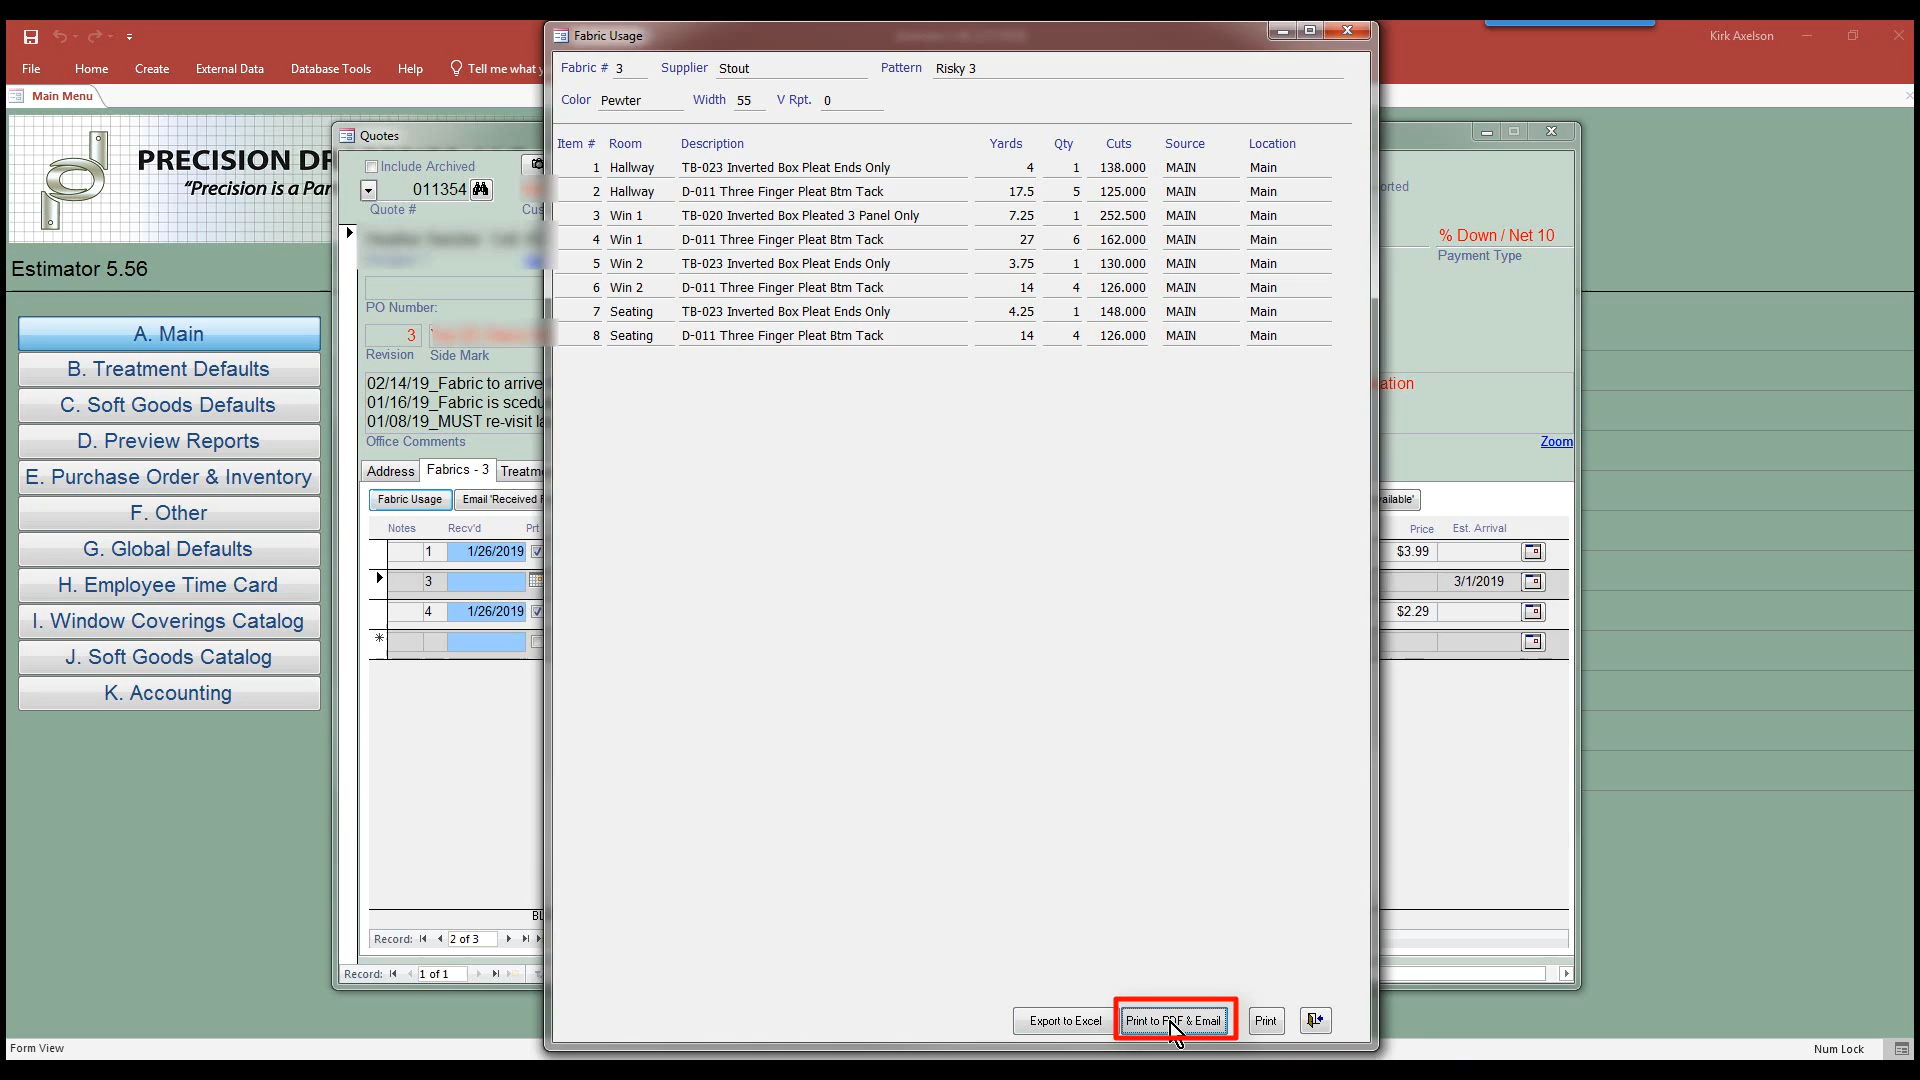 Kirk Axelson
File Home Create External Data Database Tools Help Tell me what y
Main Menu
PRECISION DR
"Precision is a Par
Estimator 5.56
A. Main
B. Treatment Defaults
C. Soft Goods Defaults
D. Preview Reports
E. Purchase Order & Inventory
F. Other
G. Global Defaults
H. Employee Time Card
I. Window Coverings Catalog
J. Soft Goods Catalog
K. Accounting
Quotes
Include Archived
011354
Quote # Cus
PO Number:
3
Revision Side Mark
02/14/19_Fabric to arrive
01/16/19_Fabric is scedu
01/08/19_MUST re-visit la
Office Comments
Address Fabrics - 3 Treatm
Fabric Usage Email 'Received F
Notes Recv'd Prt
1 1/26/2019
3
4 1/26/2019
*
BL
Record: 2 of 3
Record: 1 of 1
Fabric Usage
Fabric # 3 Supplier Stout Pattern Risky 3
Color Pewter Width 55 V Rpt. 0
Item # Room Description Yards Qty Cuts Source Location
1 Hallway TB-023 Inverted Box Pleat Ends Only 4 1 138.000 MAIN Main
2 Hallway D-011 Three Finger Pleat Btm Tack 17.5 5 125.000 MAIN Main
3 Win 1 TB-020 Inverted Box Pleated 3 Panel Only 7.25 1 252.500 MAIN Main
4 Win 1 D-011 Three Finger Pleat Btm Tack 27 6 162.000 MAIN Main
5 Win 2 TB-023 Inverted Box Pleat Ends Only 3.75 1 130.000 MAIN Main
6 Win 2 D-011 Three Finger Pleat Btm Tack 14 4 126.000 MAIN Main
7 Seating TB-023 Inverted Box Pleat Ends Only 4.25 1 148.000 MAIN Main
8 Seating D-011 Three Finger Pleat Btm Tack 14 4 126.000 MAIN Main
Export to Excel Print to PDF & Email Print
orted
% Down / Net 10
Payment Type
ation
Zoom
ailable'
Price Est. Arrival
$3.99
3/1/2019
$2.29
Form View Num Lock